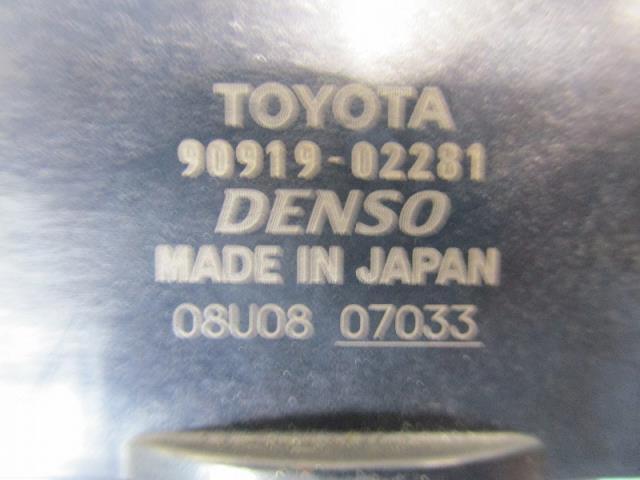 TOYOTA
90919-02281
DENSO
MADE IN JAPAN
08U08 07033